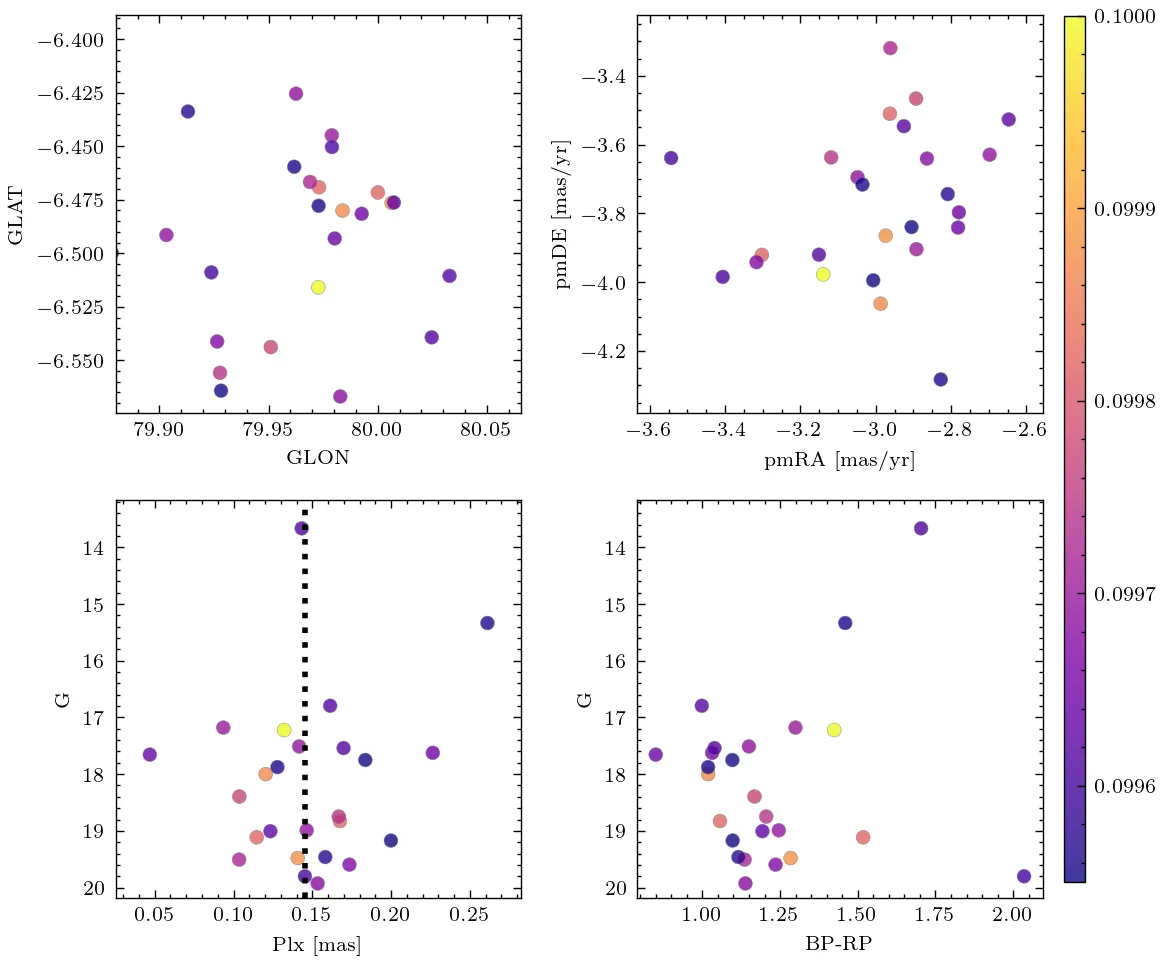 −6.400
−6.425
−6.450
−6.475
−6.500
−6.525
−6.550
GLAT
79.90 79.95 80.00 80.05
GLON
−3.4
−3.6
−3.8
−4.0
−4.2
pmDE [mas/yr]
−3.6 −3.4 −3.2 −3.0 −2.8 −2.6
pmRA [mas/yr]
0.1000
0.0999
0.0998
0.0997
0.0996
14
15
16
17
18
19
20
G
0.05 0.10 0.15 0.20 0.25
Plx [mas]
14
15
16
17
18
19
20
G
1.00 1.25 1.50 1.75 2.00
BP-RP